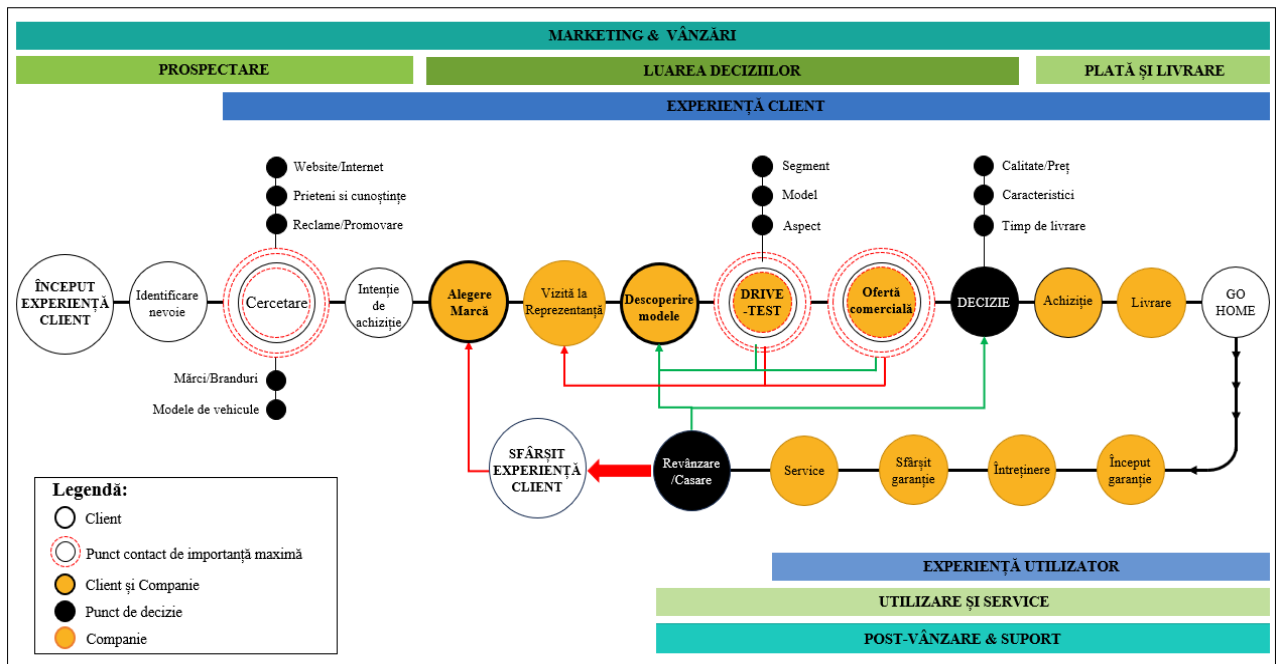 MARKETING & VÂNZĂRI
PROSPECTARE
LUAREA DECIZIILOR
PLATĂ ȘI LIVRARE
EXPERIENȚĂ CLIENT
Website/Internet
Prieteni si cunoștințe
Reclame/Promovare
Segment
Model
Aspect
Calitate/Preț
Caracteristici
Timp de livrare
ÎNCEPUT
EXPERIENȚĂ
CLIENT
Identificare
nevoie
Cercetare
Intenție
de
achiziție
Alegere
Marcă
Vizită la
Reprezentanță
Descoperire
modele
DRIVE
-TEST
Ofertă
comercială
DECIZIE
Achiziție
Livrare
GO
HOME
Mărci/Branduri
Modele de vehicule
SFÂRȘIT
EXPERIENȚĂ
CLIENT
Revânzare
/Casare
Service
Sfârșit
garanție
Întreținere
Început
garanție
Legendă:
Client
Punct contact de importanță maximă
Client și Companie
Punct de decizie
Companie
EXPERIENȚĂ UTILIZATOR
UTILIZARE ȘI SERVICE
POST-VÂNZARE & SUPORT